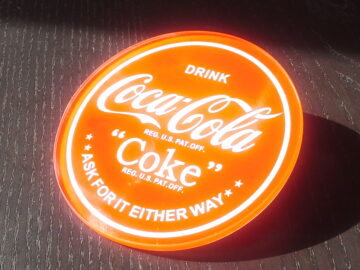 DRINK
Coca-Cola
REG. U.S. PAT. OFF.
"Coke"
REG. U.S. PAT. OFF.
ASK FOR IT EITHER WAY